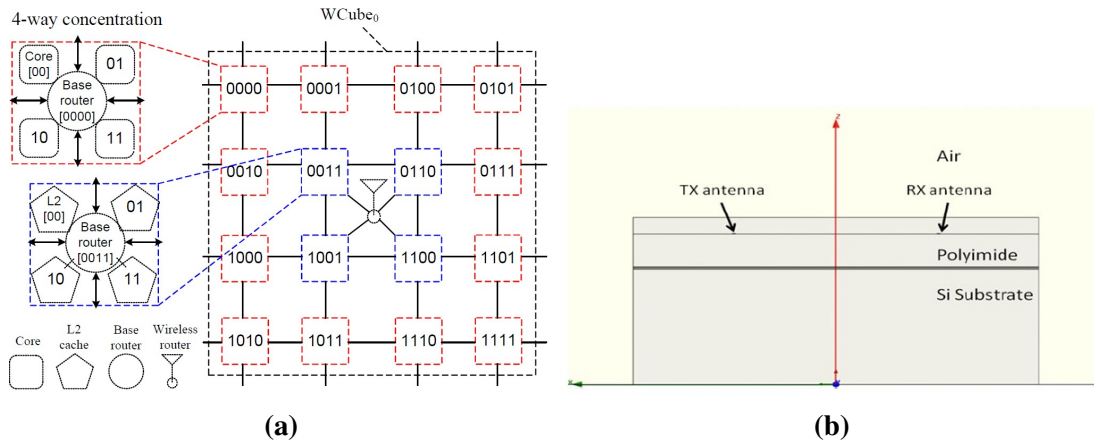 4-way concentration
WCube0
Core
[00]
01
Base
router
[0000]
10
11
L2
[00]
01
Base
router
[0011]
10
11
Core
L2
cache
Base
router
Wireless
router
0000 0001 0100 0101
0010 0011 0110 0111
1000 1001 1100 1101
1010 1011 1110 1111
(a)
z
Air
TX antenna
RX antenna
Polyimide
Si Substrate
(b)